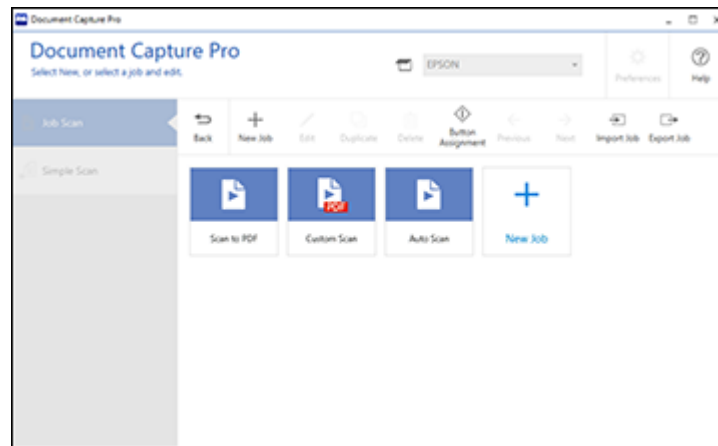 Document Capture Pro
Document Capture Pro
Select New, or select a job and edit.
EPSON
Preferences
Help
Job Scan
Back
New Job
Edit
Duplicate
Delete
Button
Assignment
Previous
Next
Import Job
Export Job
Simple Scan
PDF
Scan to PDF
Custom Scan
Auto Scan
New Job